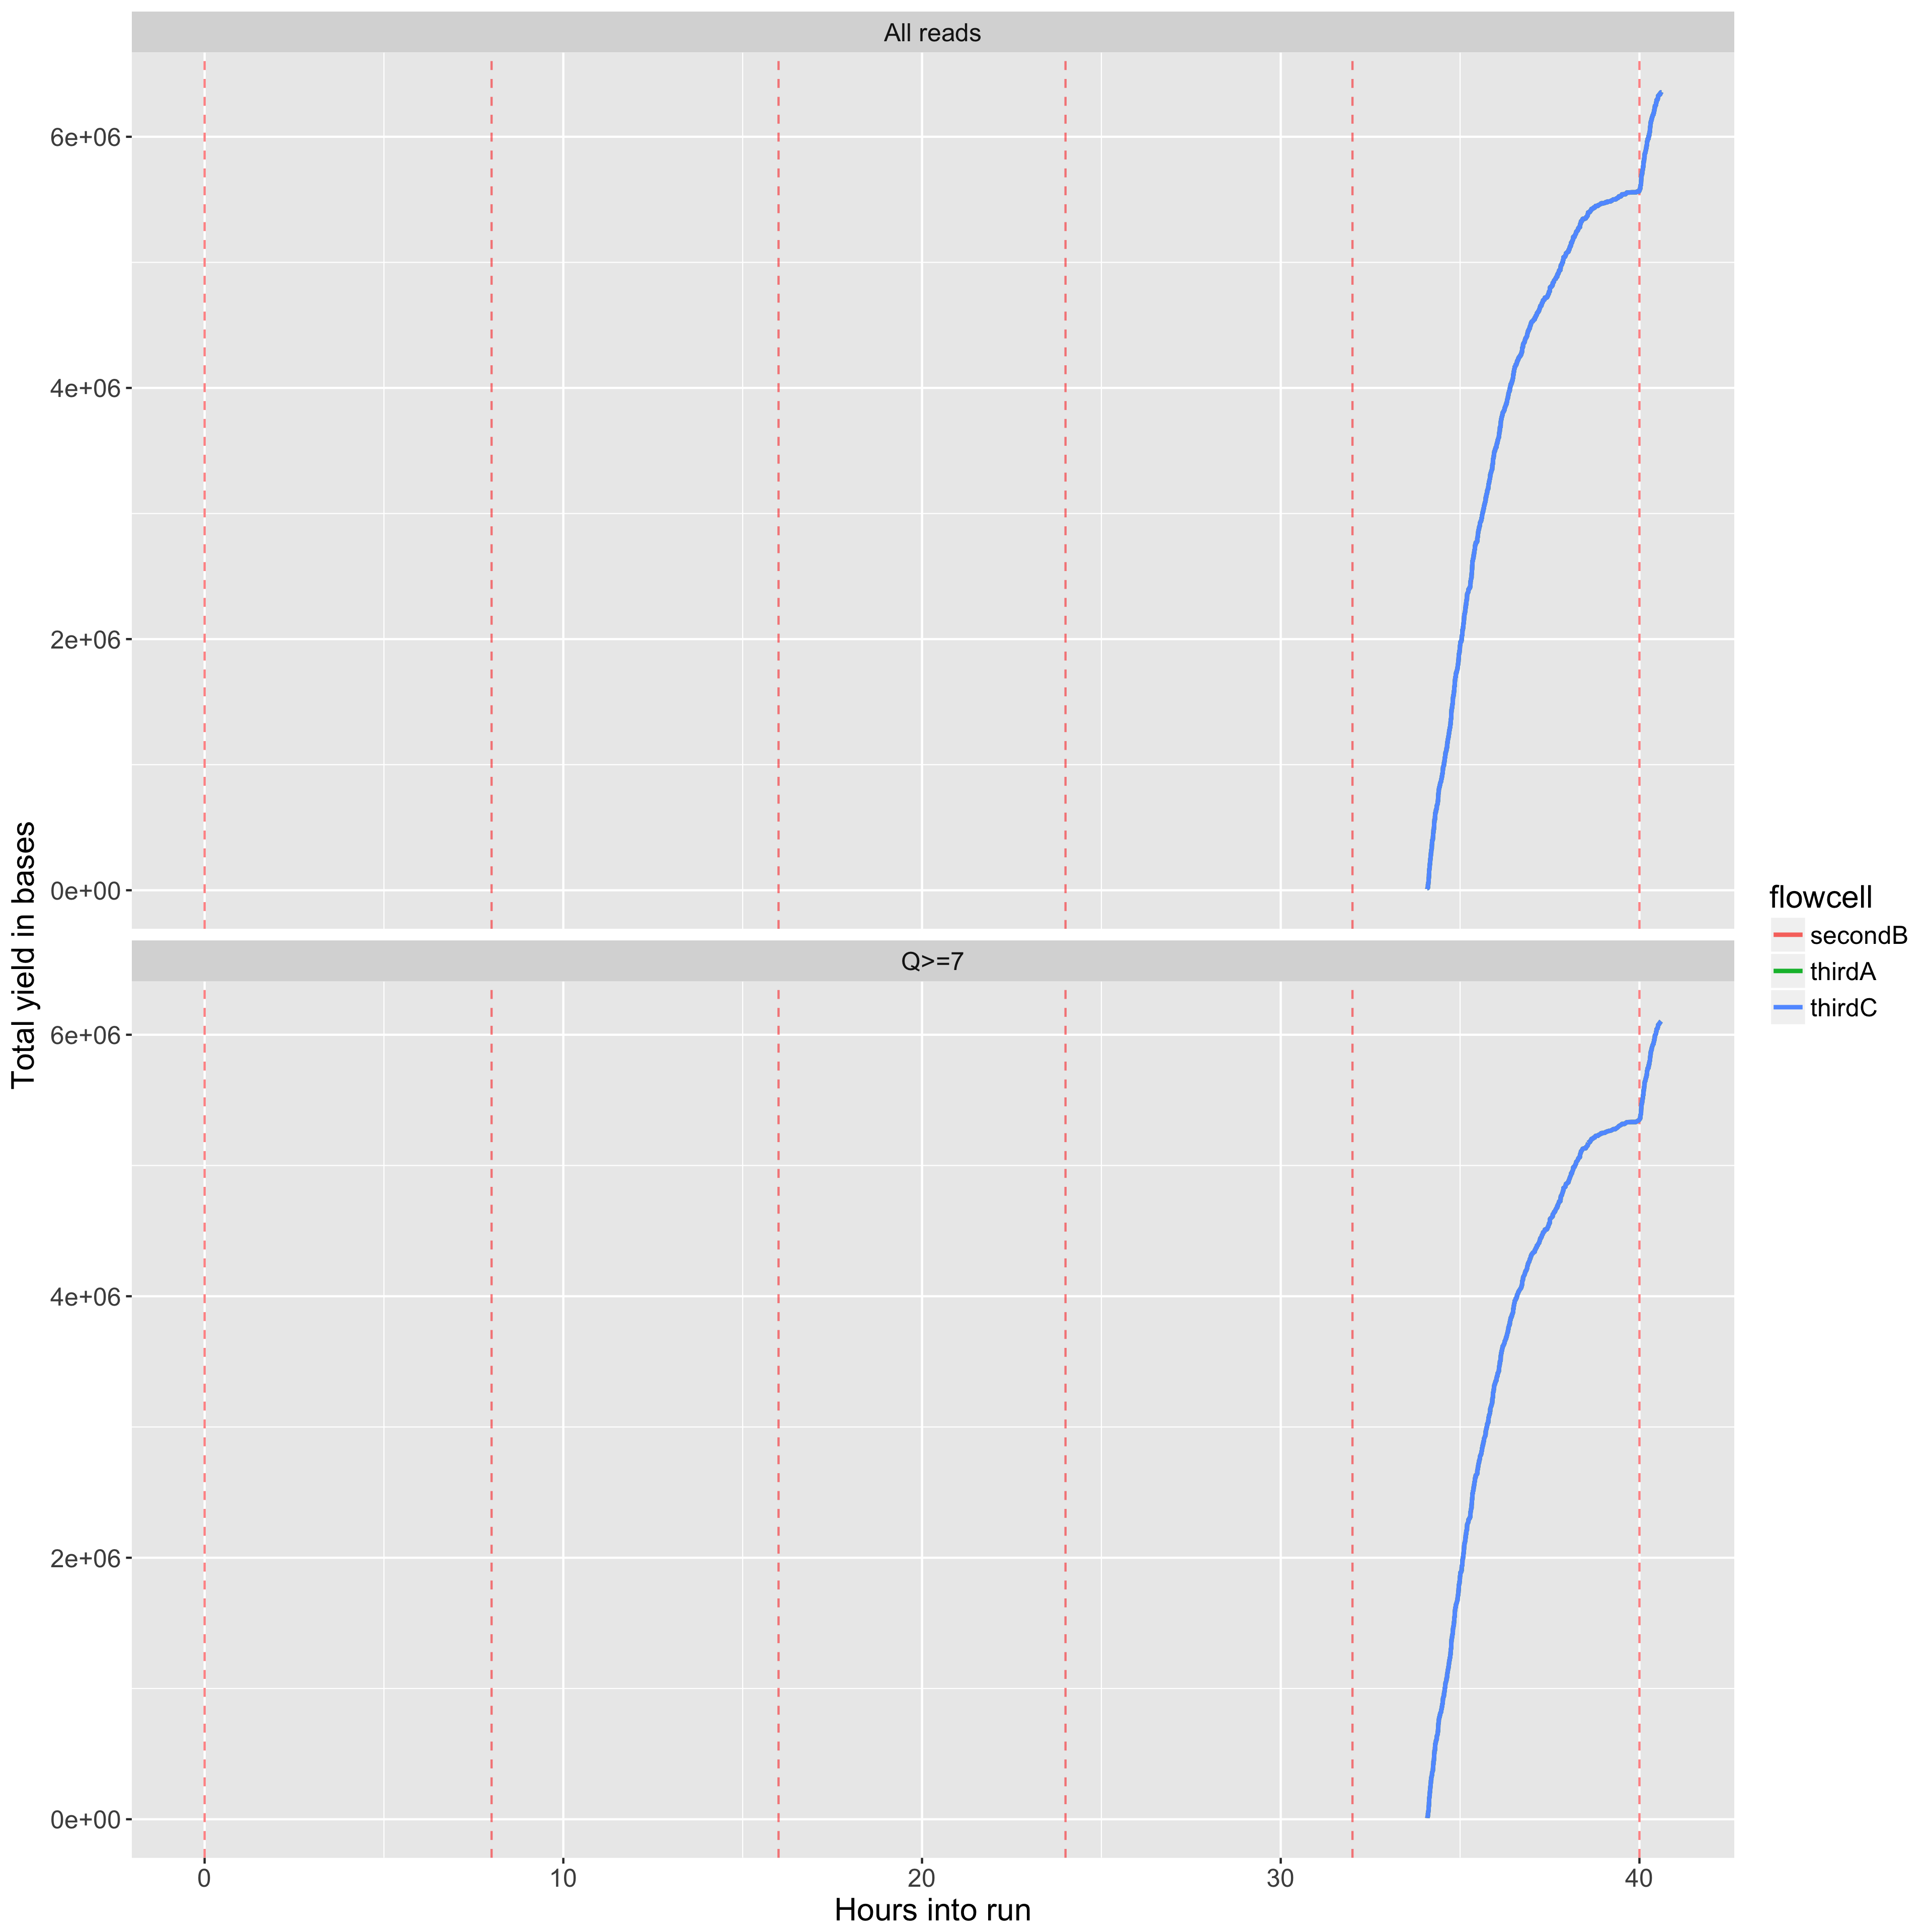 All reads
6e+06
4e+06
2e+06
0e+00
Q>=7
6e+06
4e+06
2e+06
0e+00
0 10 20 30 40
Hours into run
Total yield in bases
flowcell
secondB
thirdA
thirdC